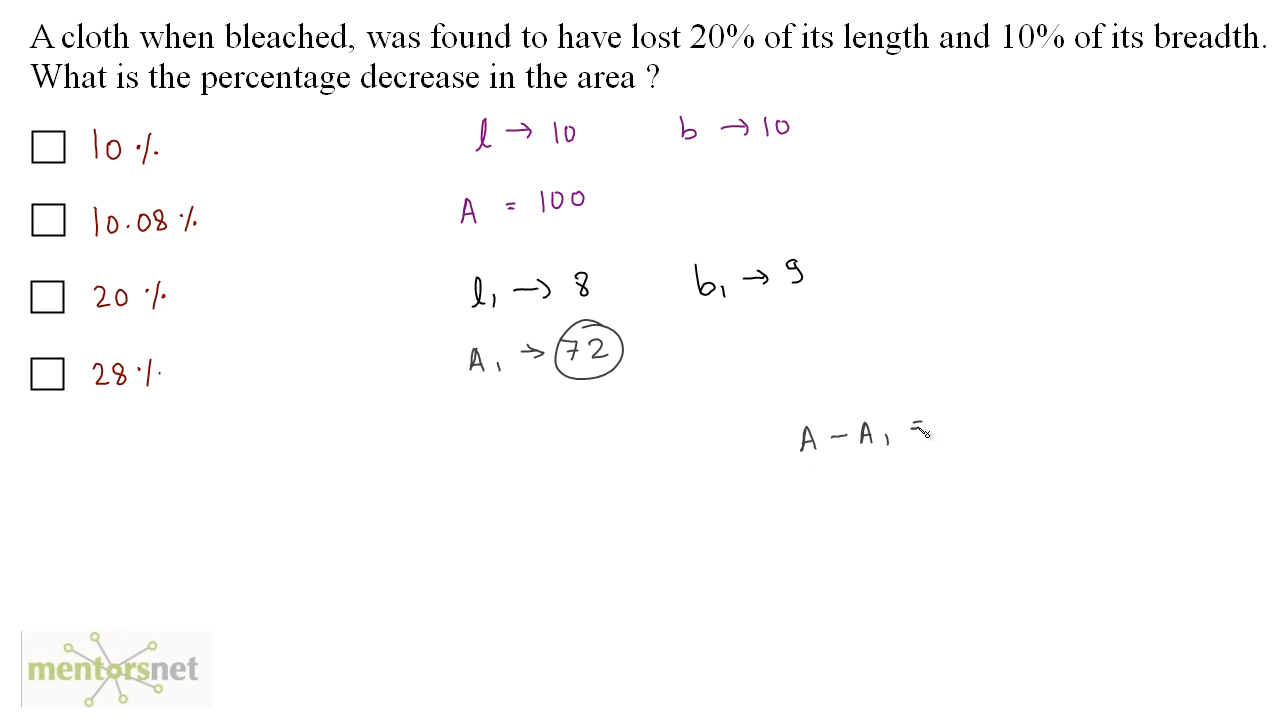 A cloth when bleached, was found to have lost 20% of its length and 10% of its breadth.
What is the percentage decrease in the area ?
10 %
10.08 %
20 %
28 %
l → 10 b → 10
A = 100
l₁ → 8 b₁ → 9
A₁ → 72
A - A₁ =
mentorsnet